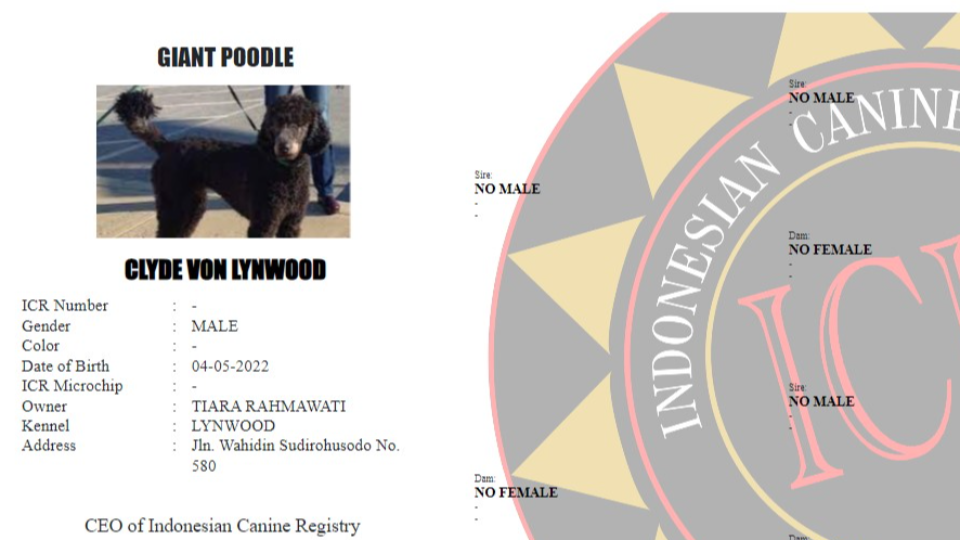 GIANT POODLE
CLYDE VON LYNWOOD
ICR Number : -
Gender : MALE
Color : -
Date of Birth : 04-05-2022
ICR Microchip : -
Owner : TIARA RAHMAWATI
Kennel : LYNWOOD
Address : Jln. Wahidin Sudirohusodo No.
580
CEO of Indonesian Canine Registry
Sire:
NO MALE
-
-
Dam:
NO FEMALE
-
-
Sire:
NO MALE
-
-
Dam:
NO FEMALE
-
-
Sire:
NO MALE
-
-
Dam:
INDONESIAN CANINE
IC